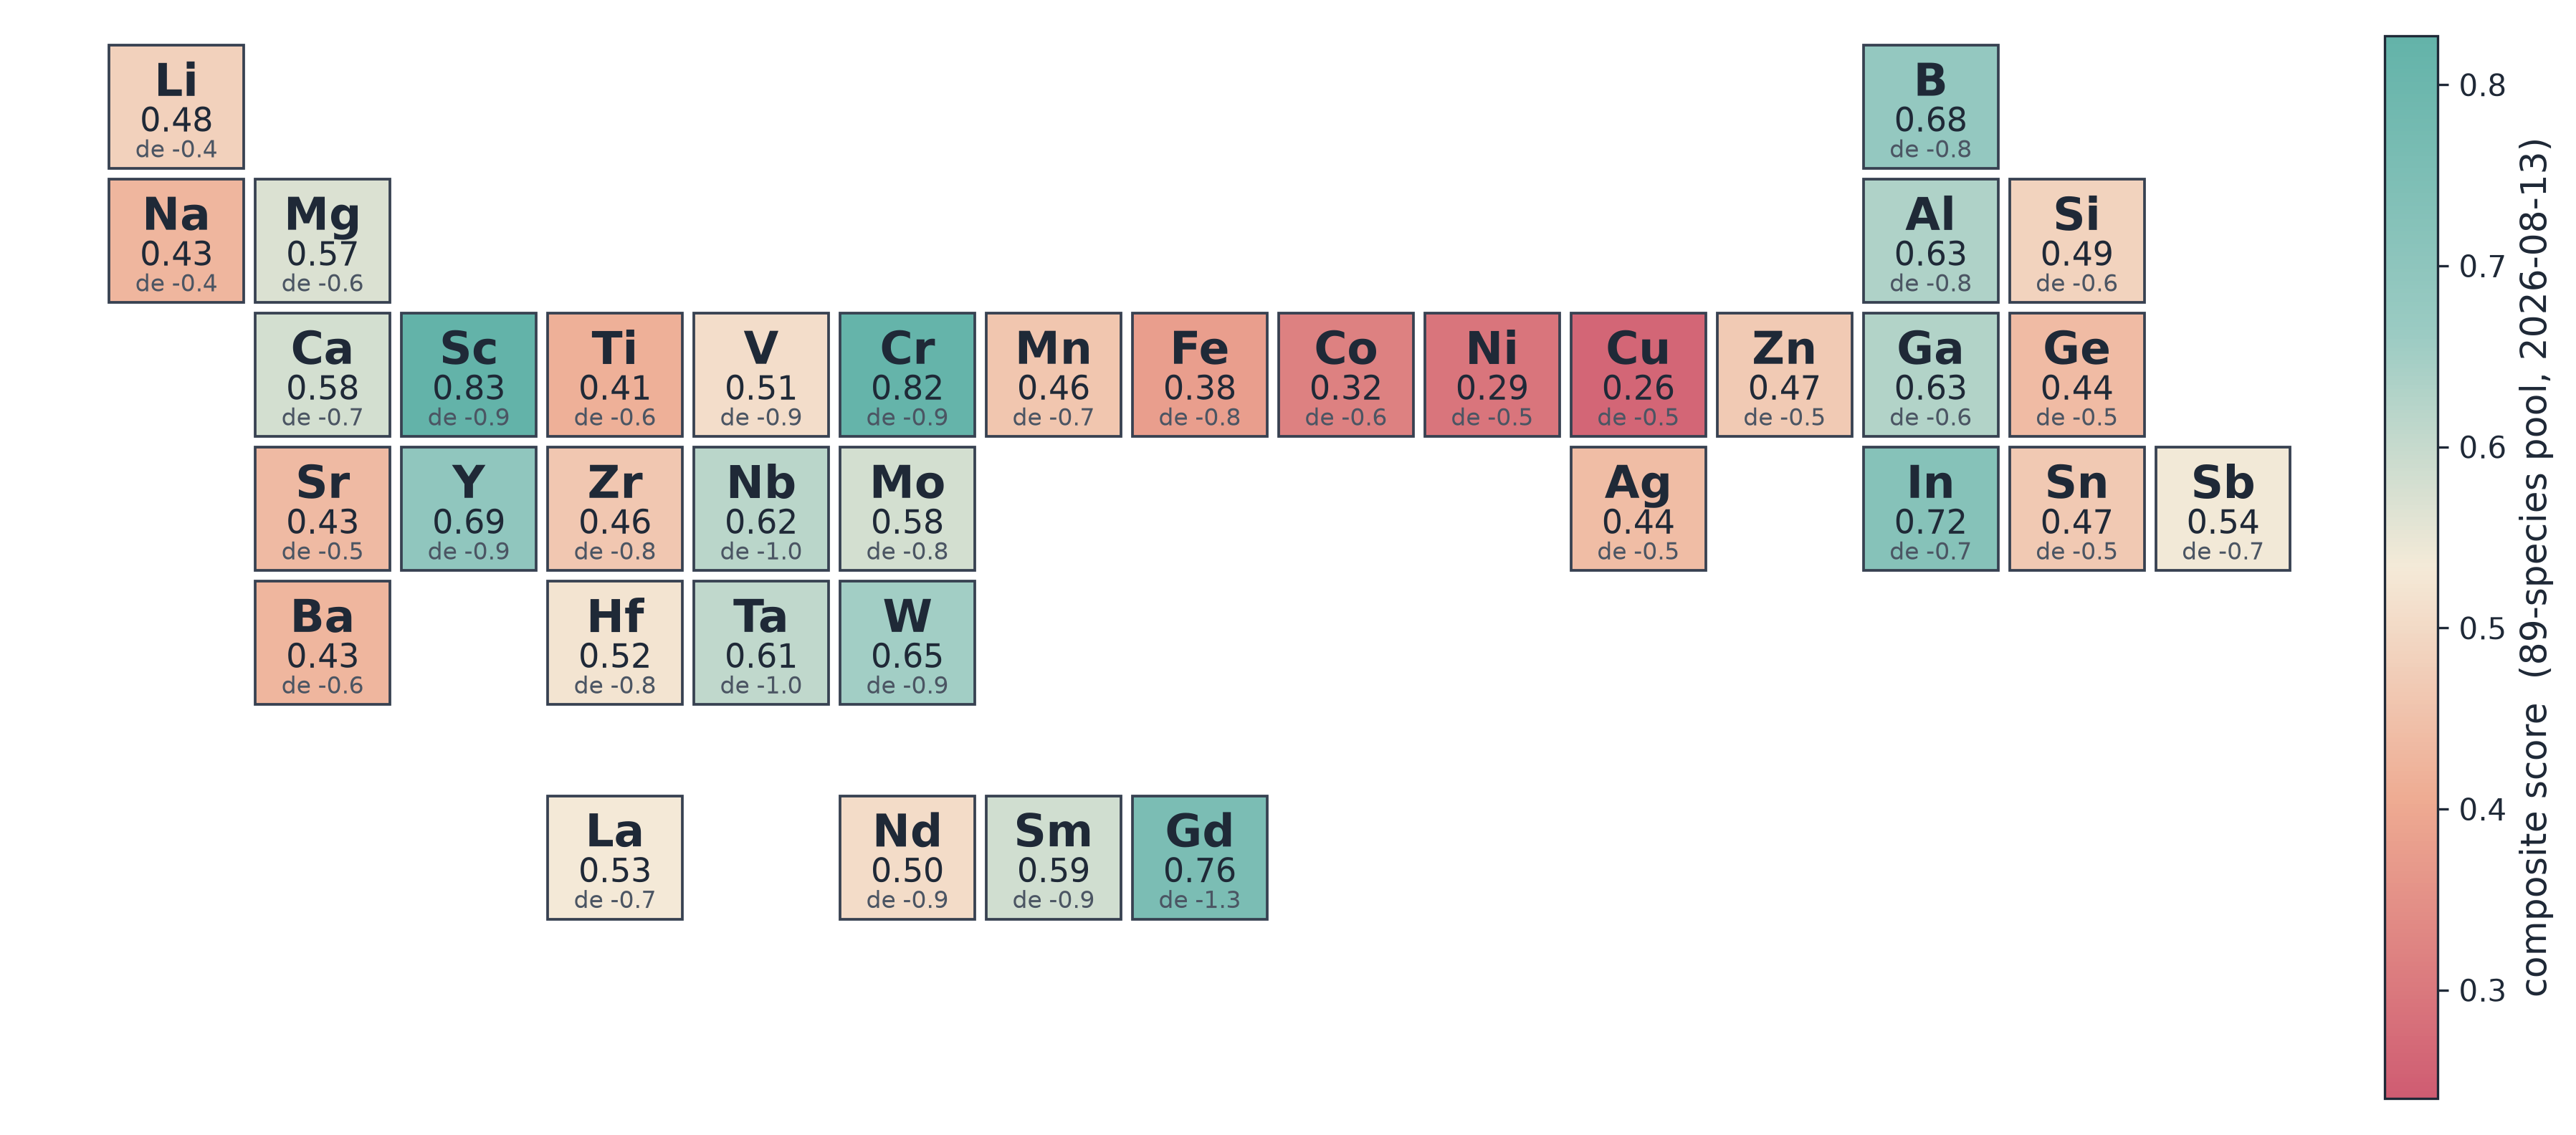 Li
0.48
de -0.4
B
0.68
de -0.8
Na
0.43
de -0.4
Mg
0.57
de -0.6
Al
0.63
de -0.8
Si
0.49
de -0.6
Ca
0.58
de -0.7
Sc
0.83
de -0.9
Ti
0.41
de -0.6
V
0.51
de -0.9
Cr
0.82
de -0.9
Mn
0.46
de -0.7
Fe
0.38
de -0.8
Co
0.32
de -0.6
Ni
0.29
de -0.5
Cu
0.26
de -0.5
Zn
0.47
de -0.5
Ga
0.63
de -0.6
Ge
0.44
de -0.5
Sr
0.43
de -0.5
Y
0.69
de -0.9
Zr
0.46
de -0.8
Nb
0.62
de -1.0
Mo
0.58
de -0.8
Ag
0.44
de -0.5
In
0.72
de -0.7
Sn
0.47
de -0.5
Sb
0.54
de -0.7
Ba
0.43
de -0.6
Hf
0.52
de -0.8
Ta
0.61
de -1.0
W
0.65
de -0.9
La
0.53
de -0.7
Nd
0.50
de -0.9
Sm
0.59
de -0.9
Gd
0.76
de -1.3
0.8
0.7
0.6
0.5
0.4
0.3
composite score (89-species pool, 2026-08-13)